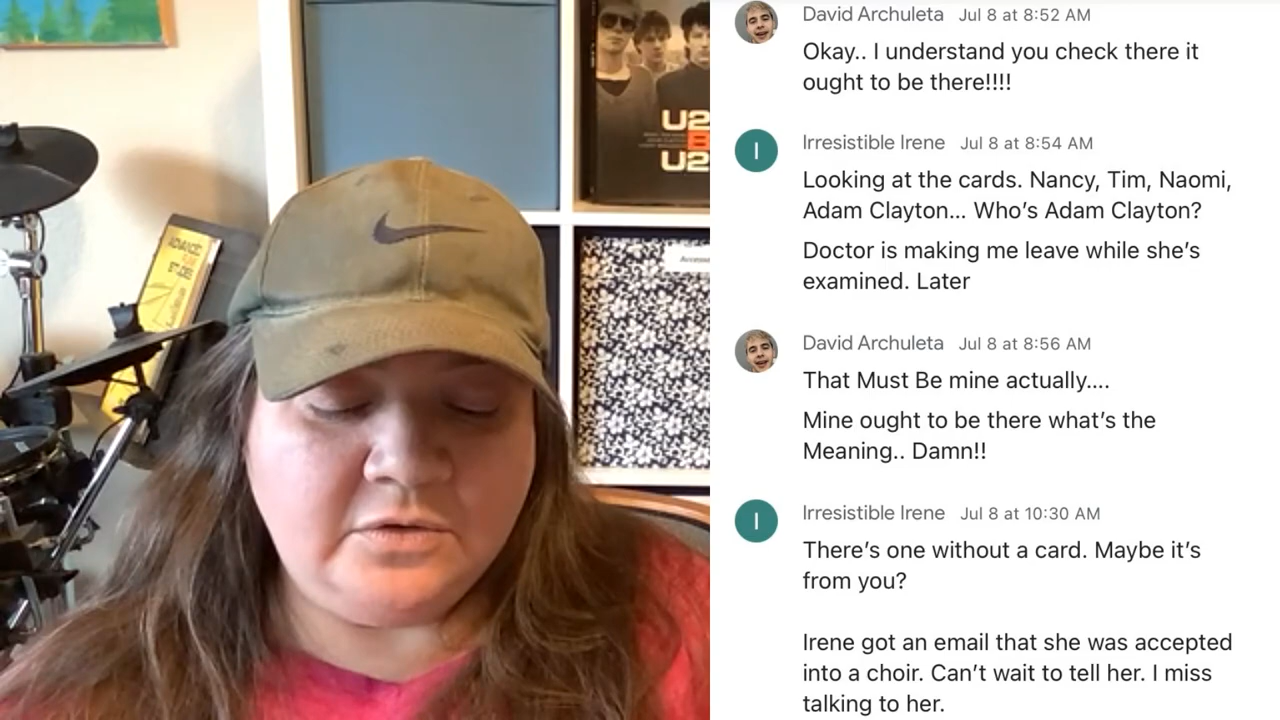 U2
U2
ADVANCED
Access
David Archuleta Jul 8 at 8:52 AM
Okay.. I understand you check there it
ought to be there!!!!
I
Irresistible Irene Jul 8 at 8:54 AM
Looking at the cards. Nancy, Tim, Naomi,
Adam Clayton... Who's Adam Clayton?
Doctor is making me leave while she's
examined. Later
David Archuleta Jul 8 at 8:56 AM
That Must Be mine actually....
Mine ought to be there what's the
Meaning.. Damn!!
I
Irresistible Irene Jul 8 at 10:30 AM
There's one without a card. Maybe it's
from you?
Irene got an email that she was accepted
into a choir. Can't wait to tell her. I miss
talking to her.